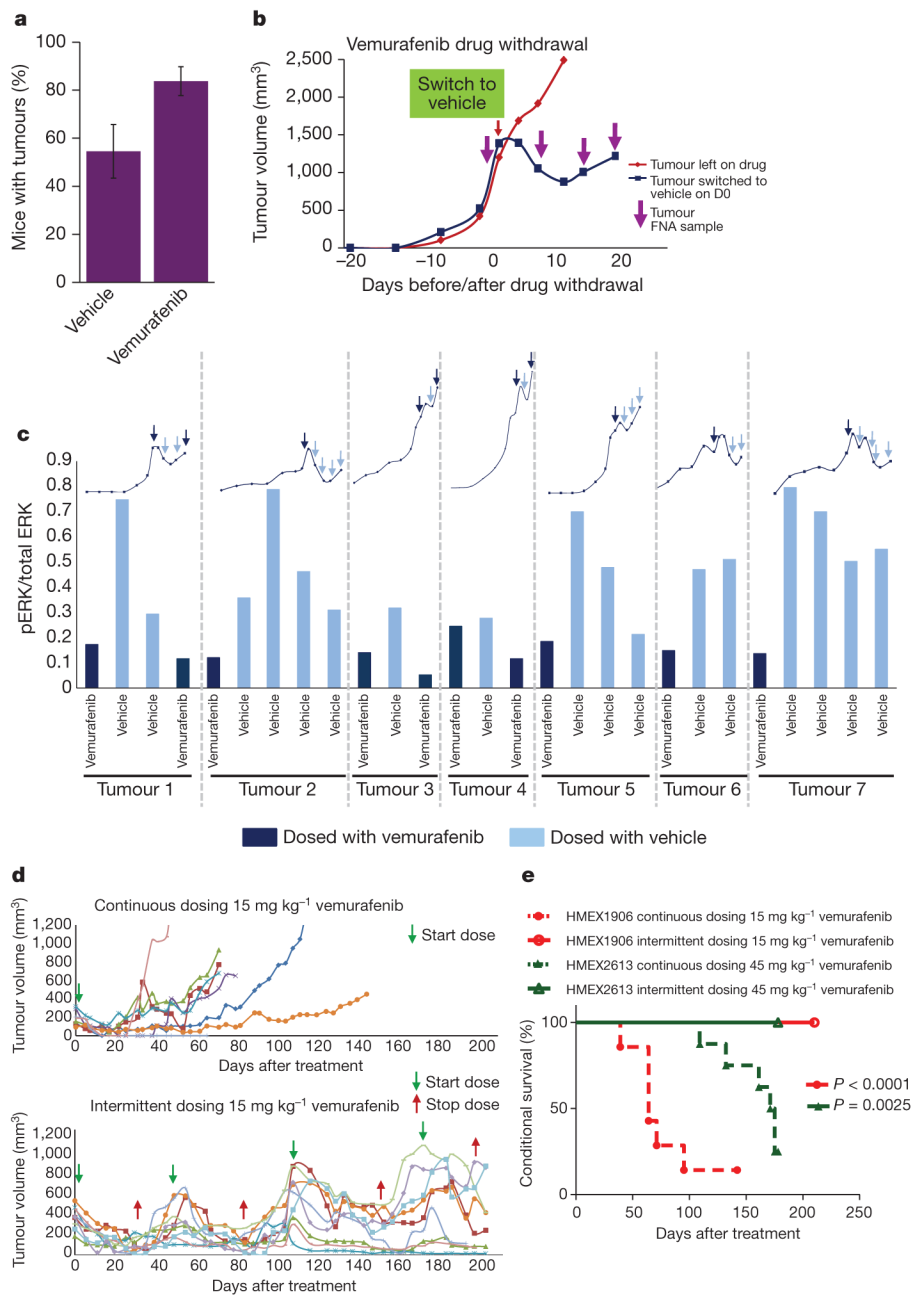 a
Mice with tumours (%)
100
80
60
40
20
0
Vehicle
Vemurafenib
b
Vemurafenib drug withdrawal
Tumour volume (mm³)
2,500
2,000
1,500
1,000
500
0
Switch to
vehicle
Tumour left on drug
Tumour switched to
vehicle on D0
Tumour
FNA sample
−20
−10
0
10
20
Days before/after drug withdrawal
c
pERK/total ERK
0.9
0.8
0.7
0.6
0.5
0.4
0.3
0.2
0.1
0
Vemurafenib
Vehicle
Vehicle
Vemurafenib
Vemurafenib
Vehicle
Vehicle
Vehicle
Vehicle
Vemurafenib
Vehicle
Vemurafenib
Vemurafenib
Vehicle
Vemurafenib
Vemurafenib
Vehicle
Vehicle
Vehicle
Vemurafenib
Vehicle
Vehicle
Vemurafenib
Vehicle
Vehicle
Vehicle
Vehicle
Tumour 1
Tumour 2
Tumour 3
Tumour 4
Tumour 5
Tumour 6
Tumour 7
Dosed with vemurafenib
Dosed with vehicle
d
Continuous dosing 15 mg kg⁻¹ vemurafenib
Start dose
Tumour volume (mm³)
1,200
1,000
800
600
400
200
0
0 20 40 60 80 100 120 140 160 180 200
Days after treatment
Start dose
Stop dose
Intermittent dosing 15 mg kg⁻¹ vemurafenib
Tumour volume (mm³)
1,200
1,000
800
600
400
200
0
0 20 40 60 80 100 120 140 160 180 200
Days after treatment
e
HMEX1906 continuous dosing 15 mg kg⁻¹ vemurafenib
HMEX1906 intermittent dosing 15 mg kg⁻¹ vemurafenib
HMEX2613 continuous dosing 45 mg kg⁻¹ vemurafenib
HMEX2613 intermittent dosing 45 mg kg⁻¹ vemurafenib
Conditional survival (%)
100
50
0
P < 0.0001
P = 0.0025
0 50 100 150 200 250
Days after treatment